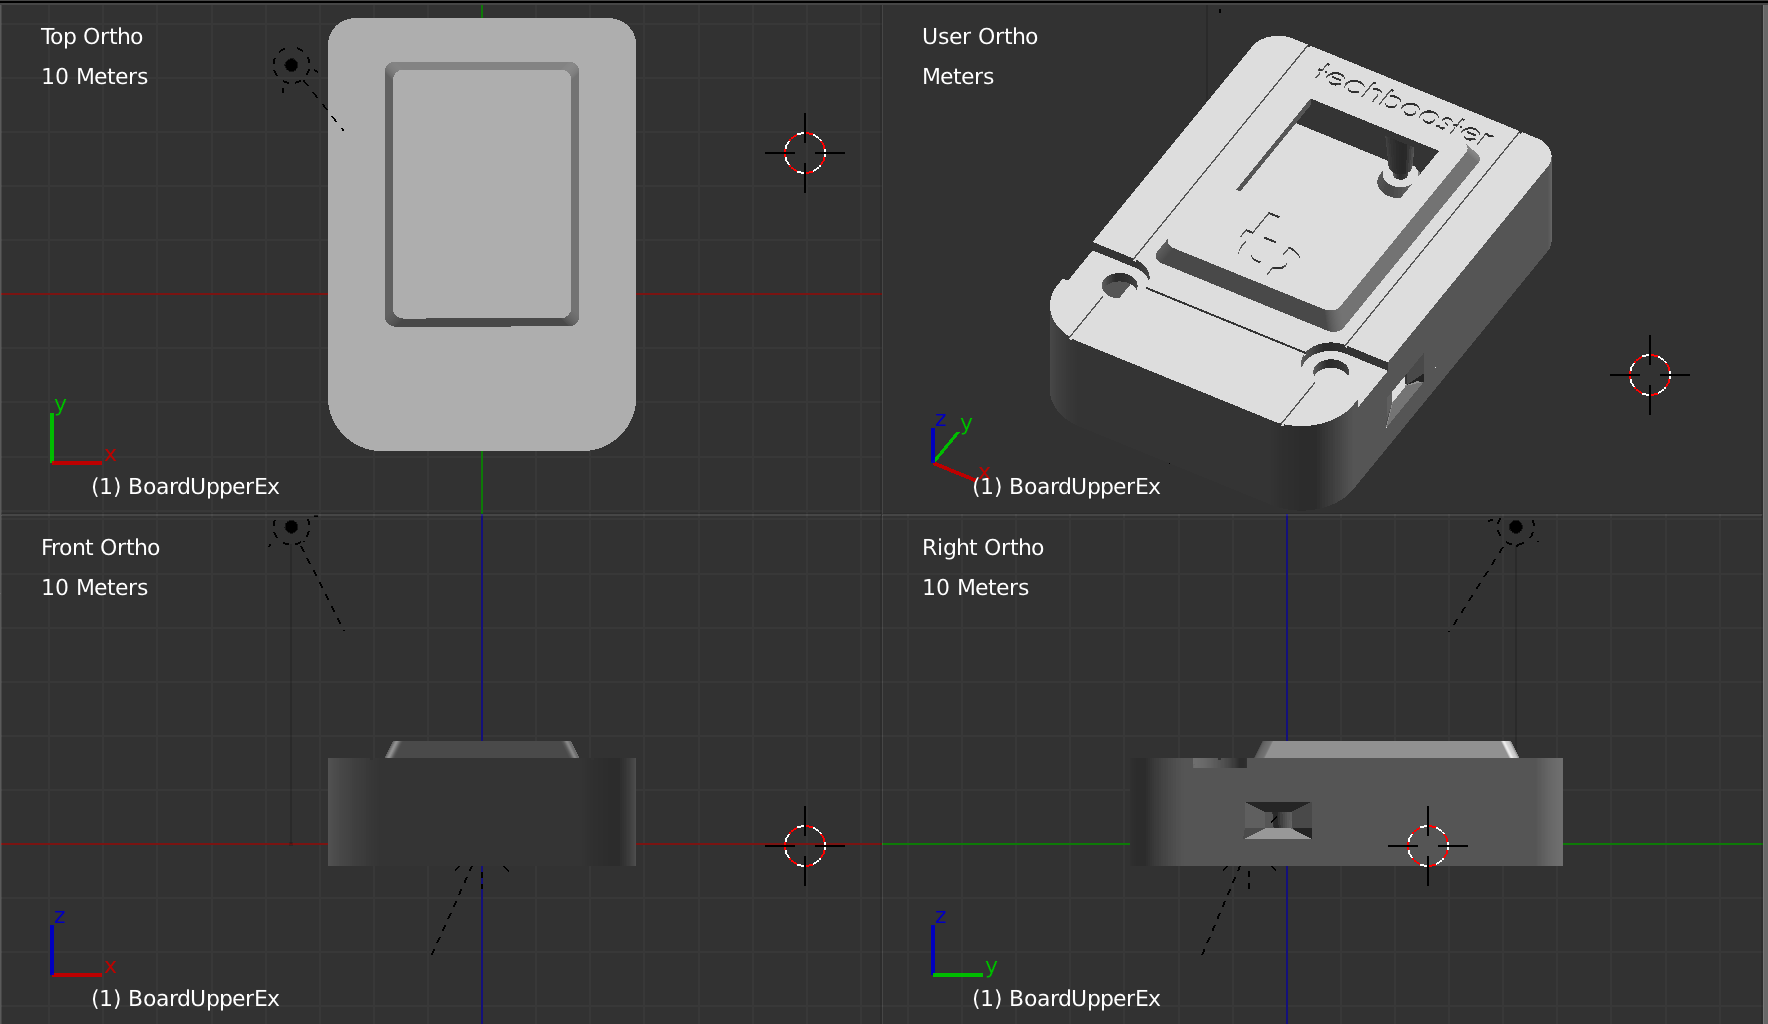 Top Ortho
10 Meters
y
x
(1) BoardUpperEx
User Ortho
Meters
techbooster
z
y
x
(1) BoardUpperEx
Front Ortho
10 Meters
z
x
(1) BoardUpperEx
Right Ortho
10 Meters
z
y
(1) BoardUpperEx